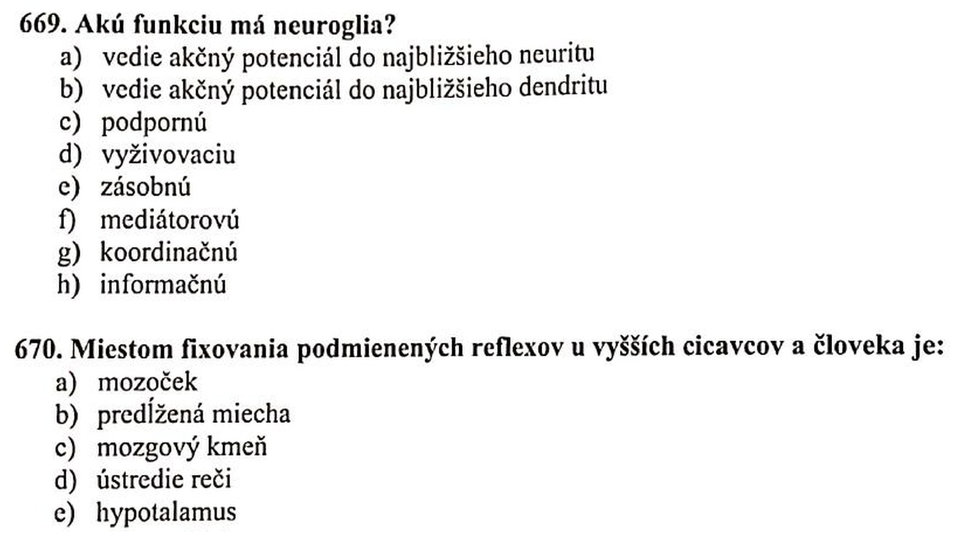 669. Akú funkciu má neuroglia?
a) vedie akčný potenciál do najbližšieho neuritu
b) vedie akčný potenciál do najbližšieho dendritu
c) podpornú
d) vyživovaciu
e) zásobnú
f) mediátorovú
g) koordinačnú
h) informačnú
670. Miestom fixovania podmienených reflexov u vyšších cicavcov a človeka je:
a) mozoček
b) predĺžená miecha
c) mozgový kmeň
d) ústredie reči
e) hypotalamus